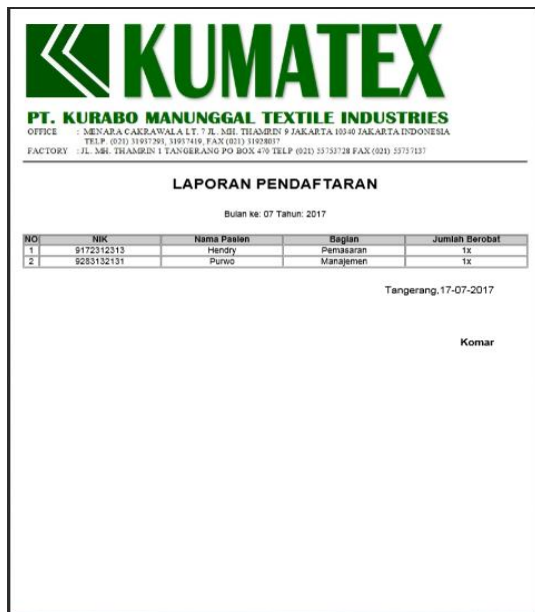 KUMATEX
PT. KURABO MANUNGGAL TEXTILE INDUSTRIES
OFFICE : MENARA CAKRAWALA LT. 7 JL. MH. THAMRIN 9 JAKARTA 10340 JAKARTA INDONESIA
TELP. (021) 31937293, 31937419, FAX (021) 31928037
FACTORY : JL. MH. THAMRIN 1 TANGERANG PO BOX 470 TELP (021) 53753728 FAX (021) 53757137
LAPORAN PENDAFTARAN
Bulan ke: 07 Tahun: 2017
NO NIK Nama Pasien Bagian Jumlah Berobat
1 9172312313 Hendry Pemasaran 1x
2 9283132131 Purwo Manajemen 1x
Tangerang,17-07-2017
Komar